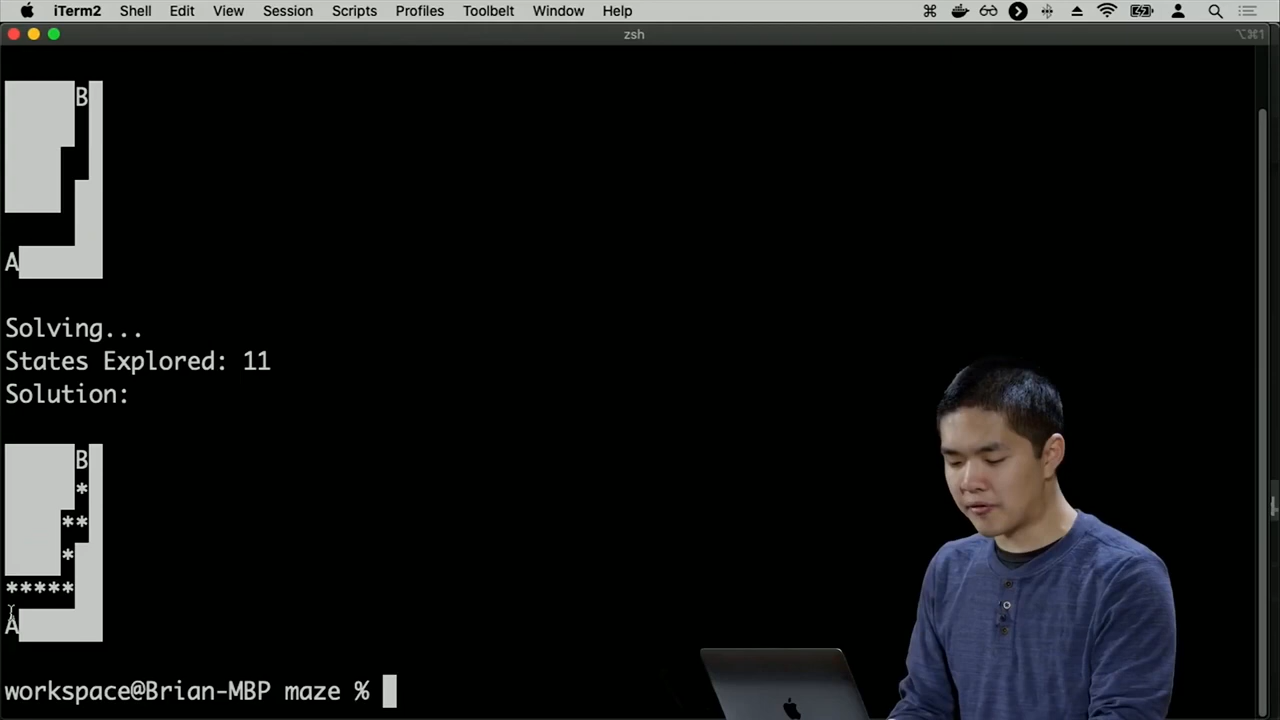 iTerm2 Shell Edit View Session Scripts Profiles Toolbelt Window Help
zsh ⌥⌘1
B
A
Solving...
States Explored: 11
Solution:
B
*
**
*
*****
A
workspace@Brian-MBP maze %